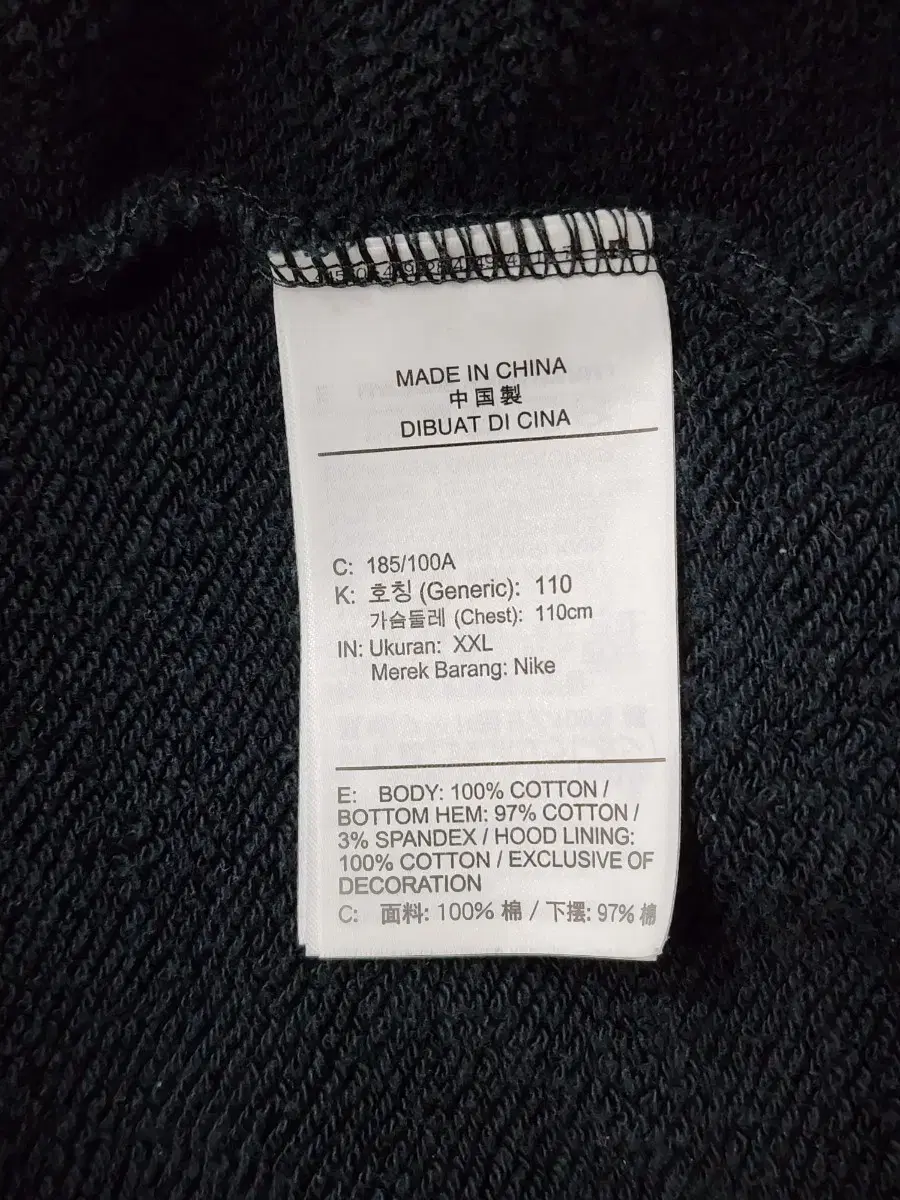 MADE IN CHINA
中国製
DIBUAT DI CINA
C: 185/100A
K: 호칭 (Generic): 110
가슴둘레 (Chest): 110cm
IN: Ukuran: XXL
Merek Barang: Nike
E: BODY: 100% COTTON /
BOTTOM HEM: 97% COTTON /
3% SPANDEX / HOOD LINING:
100% COTTON / EXCLUSIVE OF
DECORATION
C: 面料: 100% 棉 / 下摆: 97% 棉